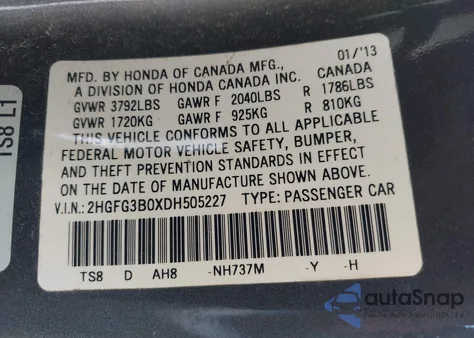 MFD. BY HONDA OF CANADA MFG., 01/'13
A DIVISION OF HONDA CANADA INC. CANADA
GVWR 3792LBS GAWR F 2040LBS R 1786LBS
GVWR 1720KG GAWR F 925KG R 810KG
THIS VEHICLE CONFORMS TO ALL APPLICABLE
FEDERAL MOTOR VEHICLE SAFETY, BUMPER,
AND THEFT PREVENTION STANDARDS IN EFFECT
ON THE DATE OF MANUFACTURE SHOWN ABOVE.
V.I.N.: 2HGFG3B0XDH505227 TYPE: PASSENGER CAR
TS8 D AH8 -NH737M -Y -H
TS8 L1
autoSnap